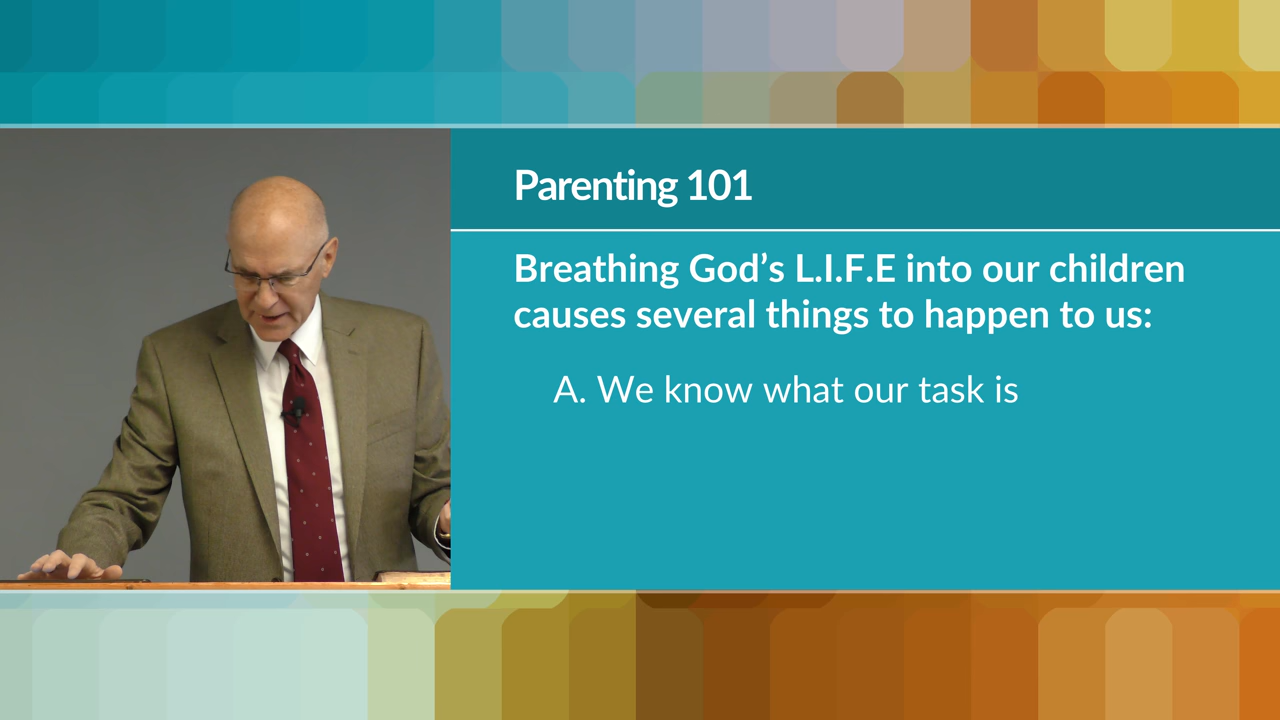 Parenting 101
Breathing God’s L.I.F.E into our children
causes several things to happen to us:
A. We know what our task is